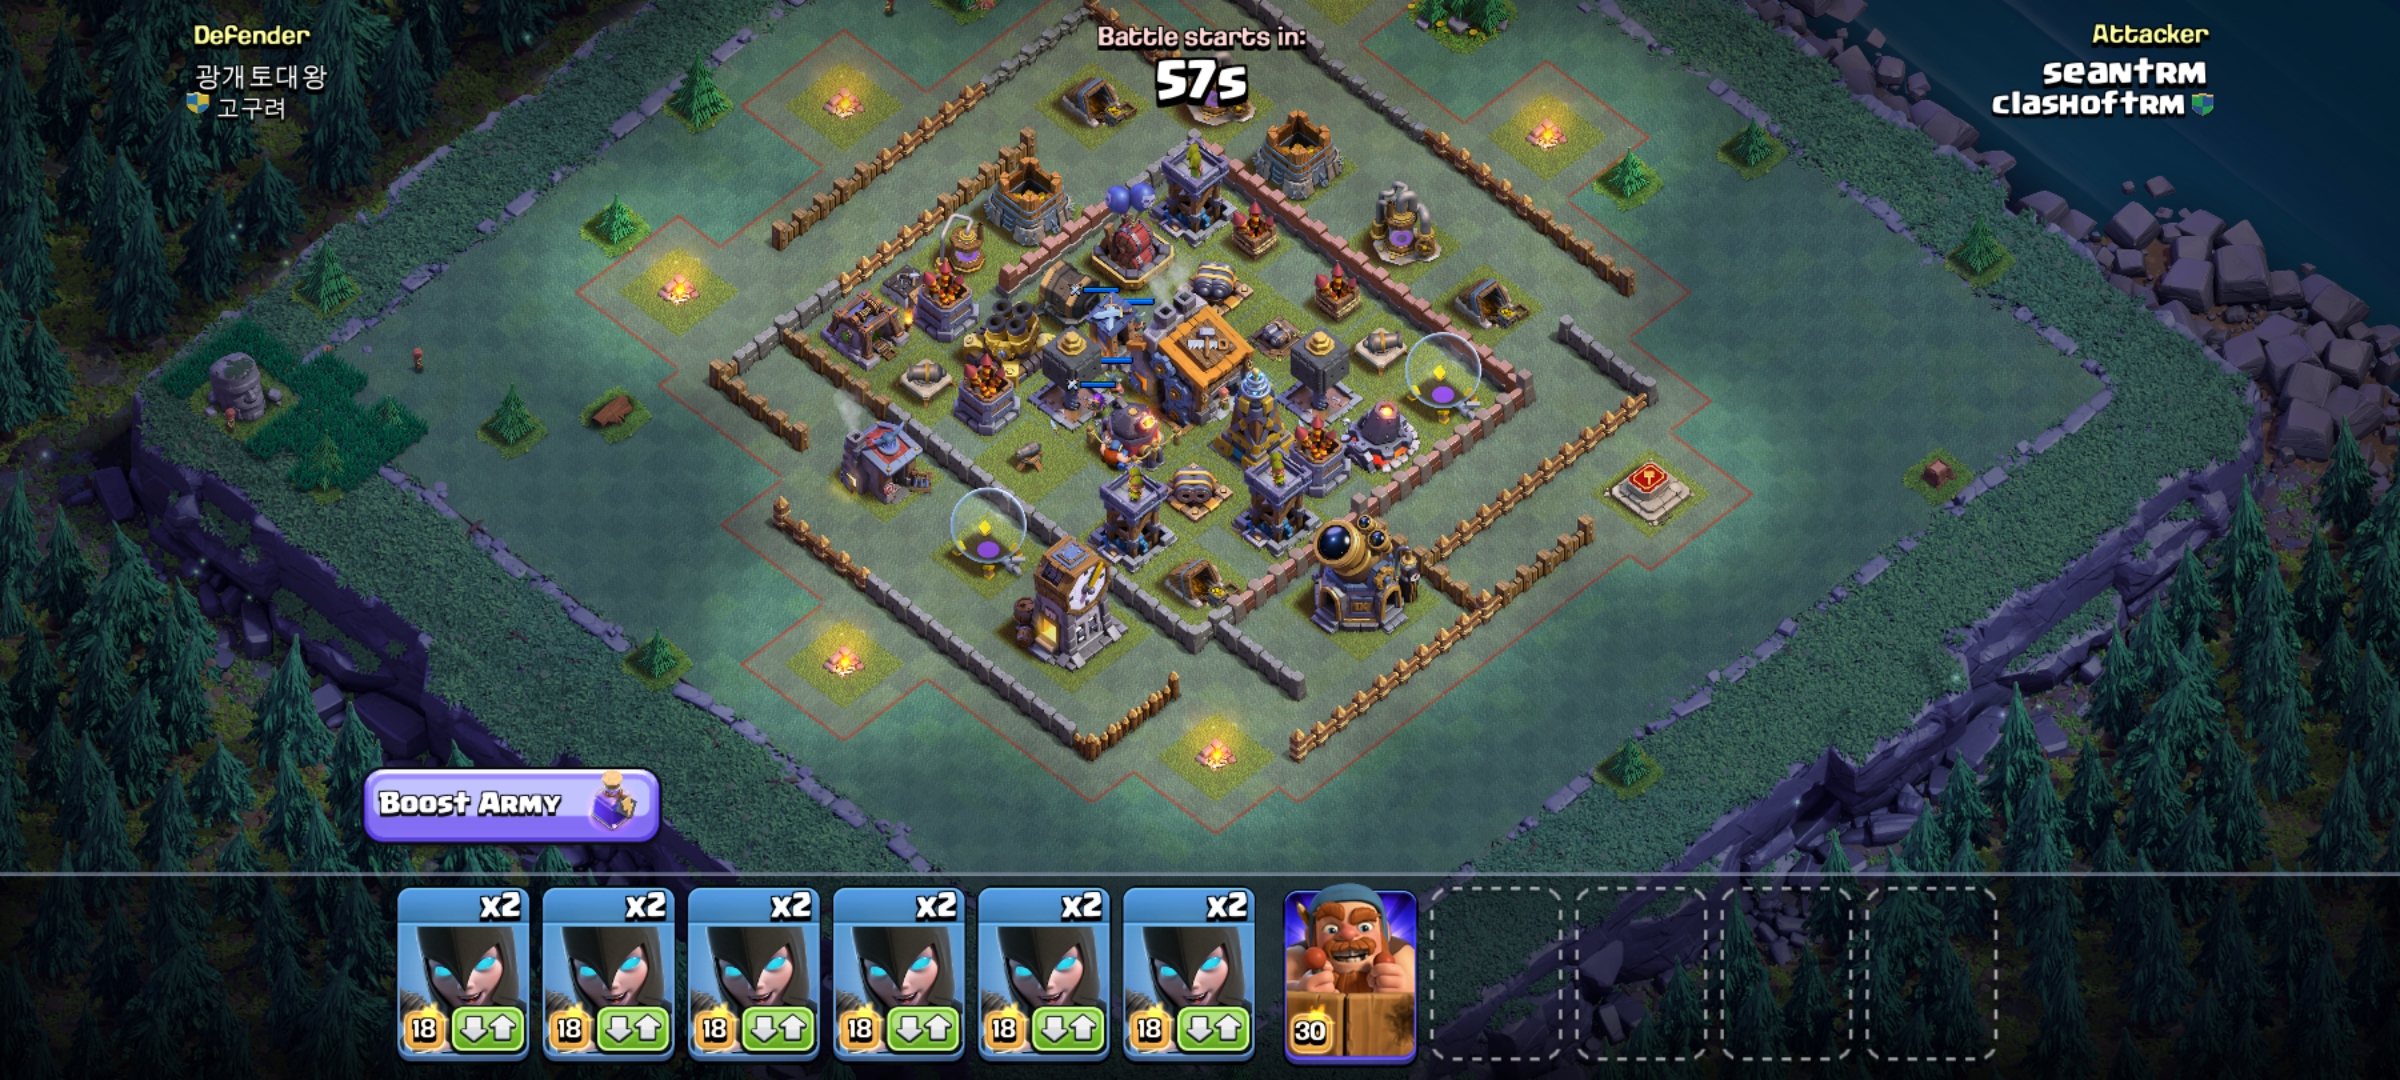 Defender
광개토대왕
고구려
Battle starts in:
57s
Attacker
seantRM
clashoftRM
Boost Army
x2
x2
x2
x2
x2
x2
18
18
18
18
18
18
30